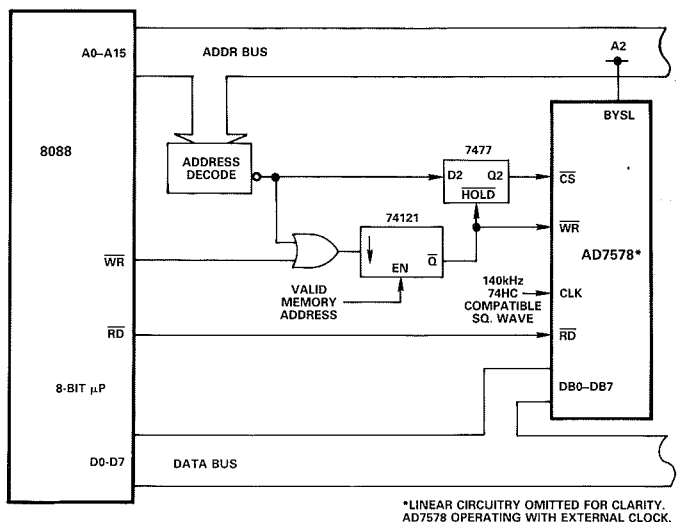 A0–A15
ADDR BUS
A2
BYSL
8088
ADDRESS
DECODE
7477
D2 Q2
HOLD
CS
74121
WR
AD7578*
WR
EN
Q
VALID
MEMORY
ADDRESS
140kHz
74HC
COMPATIBLE
SQ. WAVE
CLK
RD
RD
8-BIT μP
DB0–DB7
D0-D7
DATA BUS
*LINEAR CIRCUITRY OMITTED FOR CLARITY.
AD7578 OPERATING WITH EXTERNAL CLOCK.